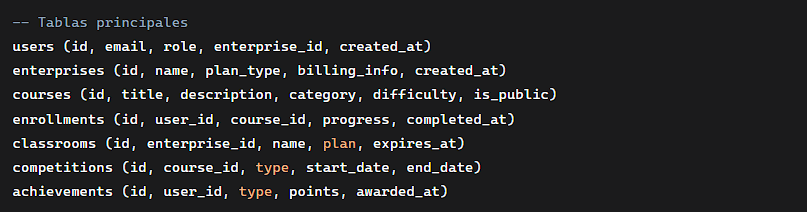 -- Tablas principales
users (id, email, role, enterprise_id, created_at)
enterprises (id, name, plan_type, billing_info, created_at)
courses (id, title, description, category, difficulty, is_public)
enrollments (id, user_id, course_id, progress, completed_at)
classrooms (id, enterprise_id, name, plan, expires_at)
competitions (id, course_id, type, start_date, end_date)
achievements (id, user_id, type, points, awarded_at)